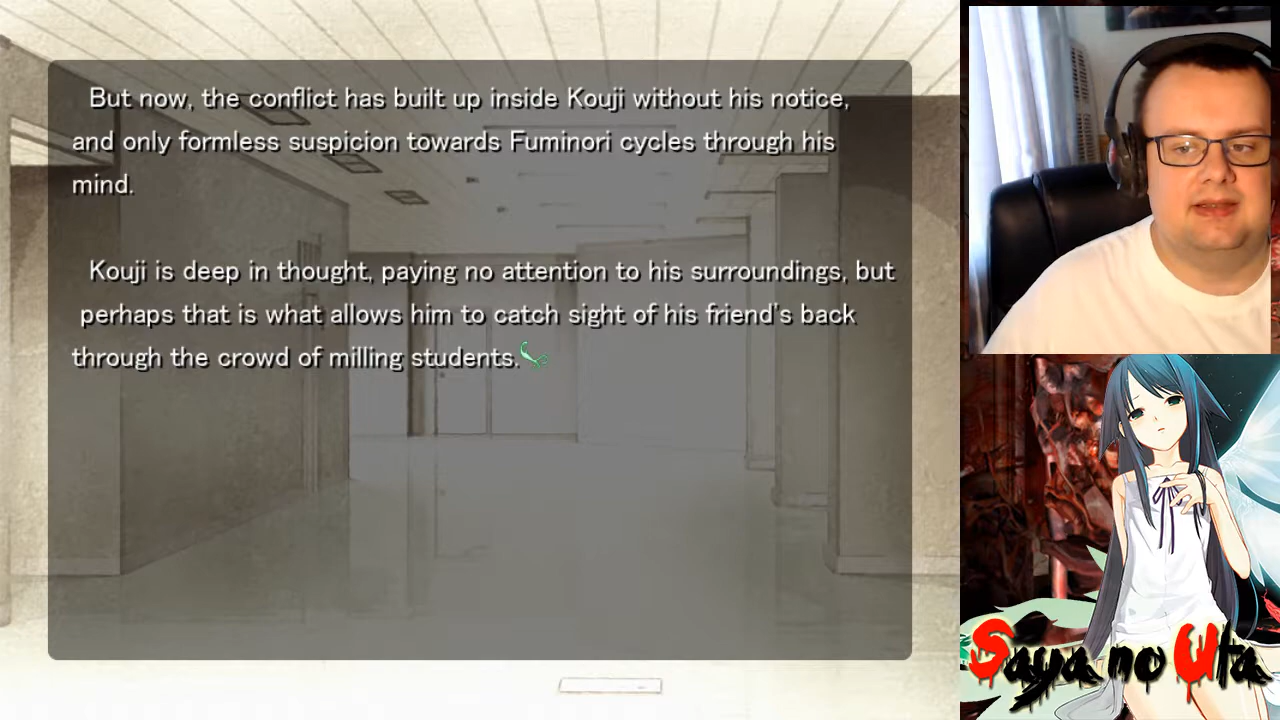 But now, the conflict has built up inside Kouji without his notice,
and only formless suspicion towards Fuminori cycles through his
mind.
Kouji is deep in thought, paying no attention to his surroundings, but
perhaps that is what allows him to catch sight of his friend's back
through the crowd of milling students.
Saya no Uta